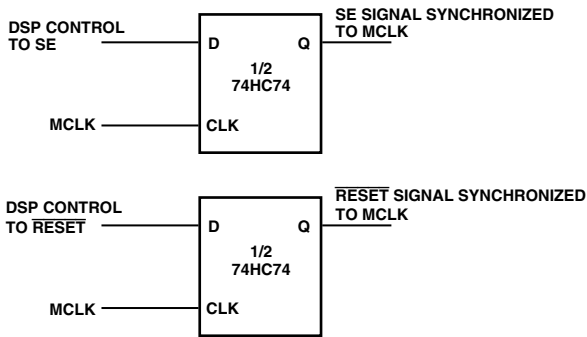 DSP CONTROL
TO SE
D
Q
SE SIGNAL SYNCHRONIZED
TO MCLK
1/2
74HC74
MCLK
CLK
DSP CONTROL
TO RESET
D
Q
RESET SIGNAL SYNCHRONIZED
TO MCLK
1/2
74HC74
MCLK
CLK